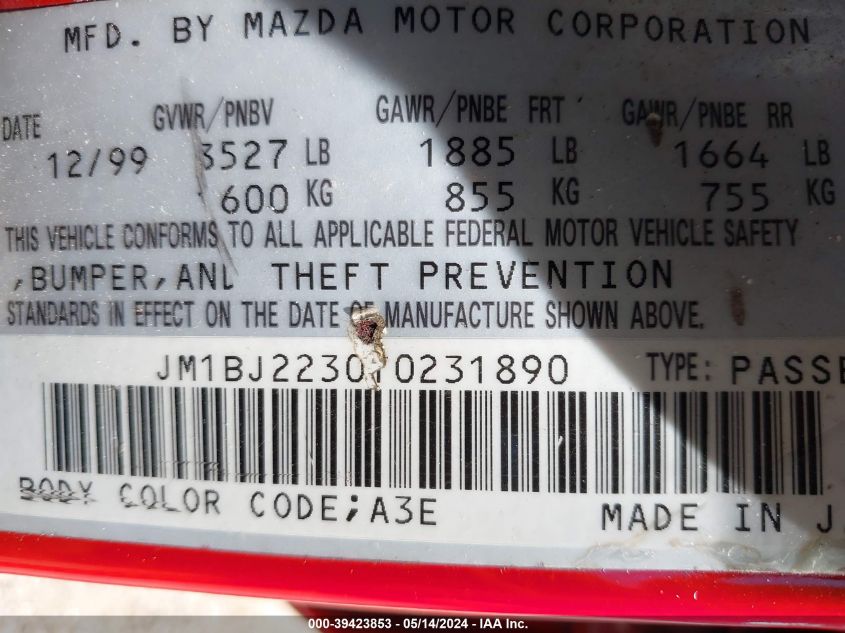 MFD. BY MAZDA MOTOR CORPORATION
DATE GVWR/PNBV GAWR/PNBE FRT GAWR/PNBE RR
12/99 3527 LB 1885 LB 1664 LB
600 KG 855 KG 755 KG
THIS VEHICLE CONFORMS TO ALL APPLICABLE FEDERAL MOTOR VEHICLE SAFETY
,BUMPER,AND THEFT PREVENTION
STANDARDS IN EFFECT ON THE DATE OF MANUFACTURE SHOWN ABOVE.
TYPE: PASSE
BODY COLOR CODE;A3E MADE IN J
000-39423853 - 05/14/2024 - IAA Inc.